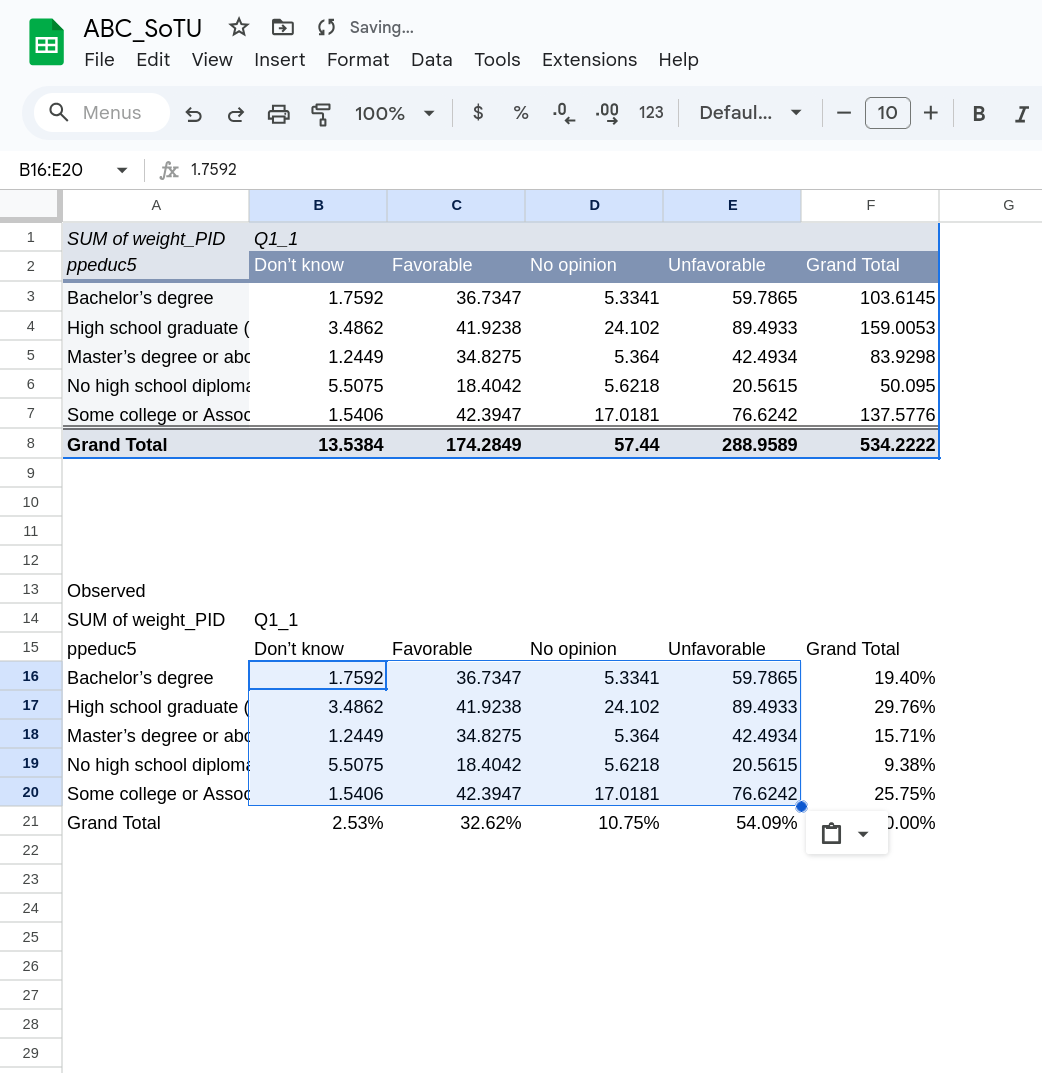 ABC_SoTU Saving...
File Edit View Insert Format Data Tools Extensions Help
Menus 100% $ % .0 .00 123 Defaul... 10 B I
B16:E20 fx 1.7592
A B C D E F G
1 SUM of weight_PID Q1_1
2 ppeduc5 Don’t know Favorable No opinion Unfavorable Grand Total
3 Bachelor’s degree 1.7592 36.7347 5.3341 59.7865 103.6145
4 High school graduate ( 3.4862 41.9238 24.102 89.4933 159.0053
5 Master’s degree or abo 1.2449 34.8275 5.364 42.4934 83.9298
6 No high school diploma 5.5075 18.4042 5.6218 20.5615 50.095
7 Some college or Assoc 1.5406 42.3947 17.0181 76.6242 137.5776
8 Grand Total 13.5384 174.2849 57.44 288.9589 534.2222
9
10
11
12
13 Observed
14 SUM of weight_PID Q1_1
15 ppeduc5 Don’t know Favorable No opinion Unfavorable Grand Total
16 Bachelor’s degree 1.7592 36.7347 5.3341 59.7865 19.40%
17 High school graduate ( 3.4862 41.9238 24.102 89.4933 29.76%
18 Master’s degree or abo 1.2449 34.8275 5.364 42.4934 15.71%
19 No high school diploma 5.5075 18.4042 5.6218 20.5615 9.38%
20 Some college or Assoc 1.5406 42.3947 17.0181 76.6242 25.75%
21 Grand Total 2.53% 32.62% 10.75% 54.09% 0.00%
22
23
24
25
26
27
28
29